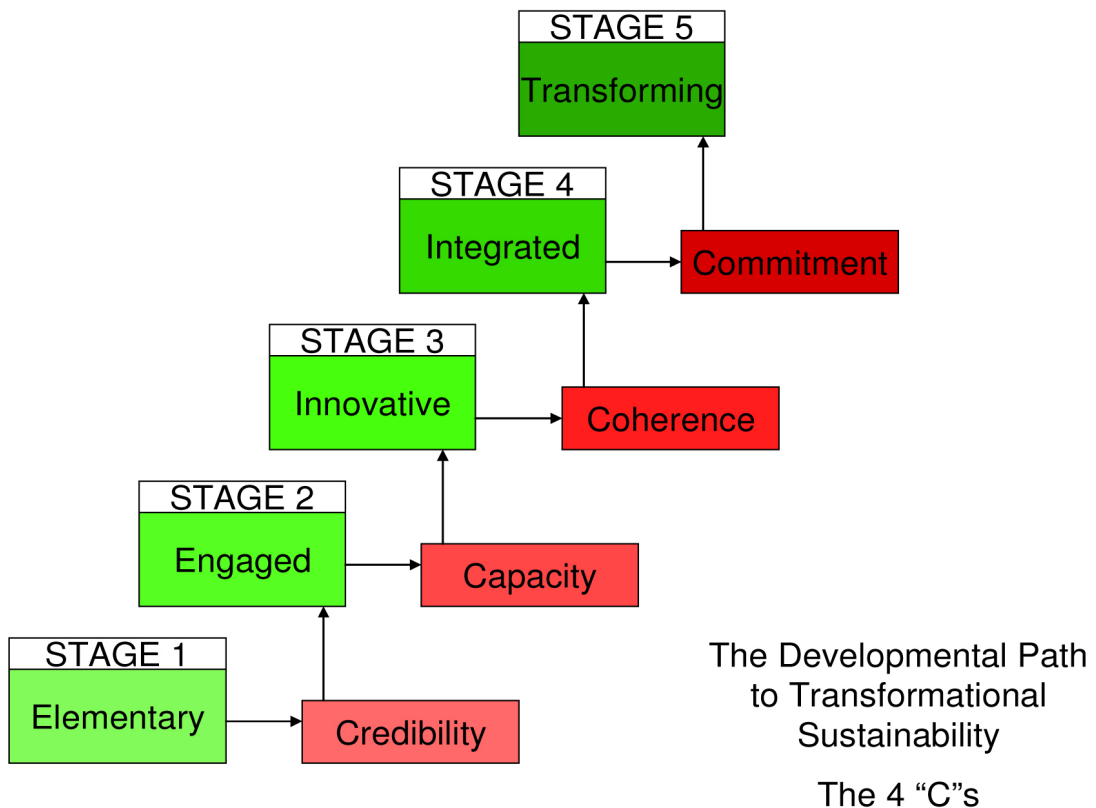 STAGE 5
Transforming
STAGE 4
Integrated
Commitment
STAGE 3
Innovative
Coherence
STAGE 2
Engaged
Capacity
STAGE 1
Elementary
Credibility
The Developmental Path
to Transformational
Sustainability
The 4 “C”s